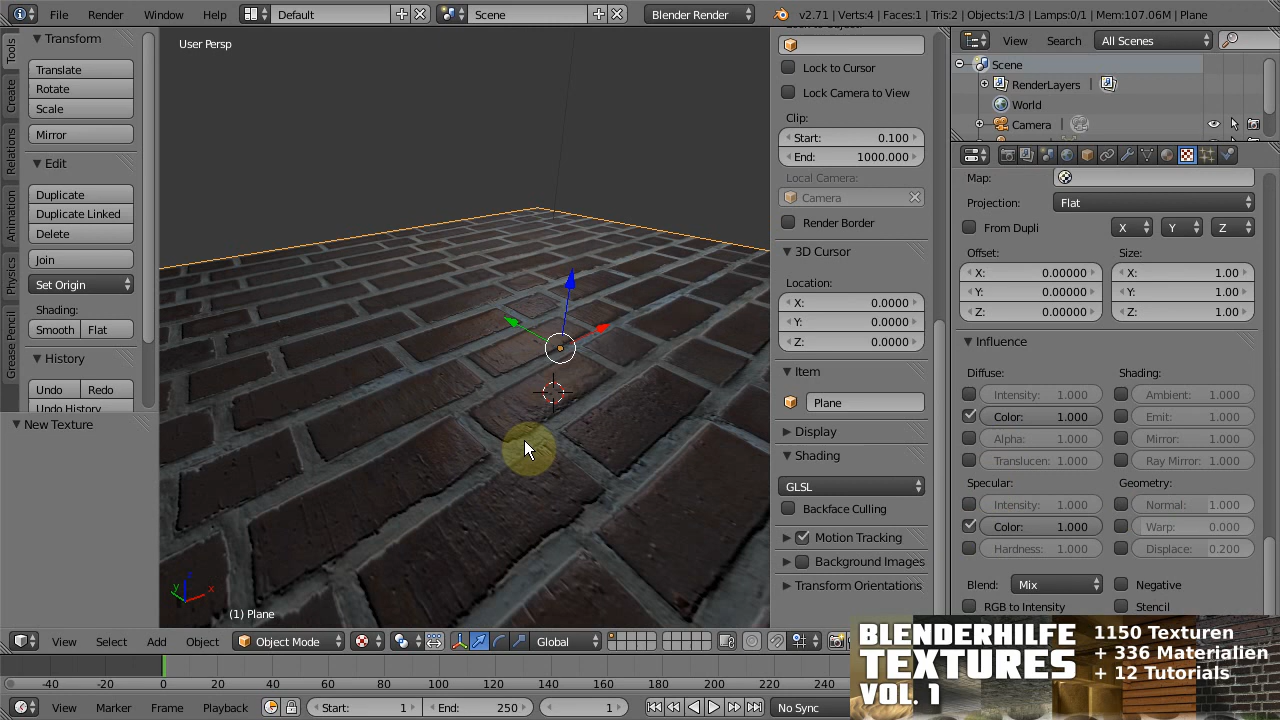 File Render Window Help Default Scene Blender Render v2.71 | Verts:4 | Faces:1 | Tris:2 | Objects:1/3 | Lamps:0/1 | Mem:107.06M | Plane
Tools
Create
Relations
Animation
Physics
Grease Pencil
Transform
Translate
Rotate
Scale
Mirror
Edit
Duplicate
Duplicate Linked
Delete
Join
Set Origin
Shading:
Smooth Flat
History
Undo Redo
Undo History
New Texture
User Persp
(1) Plane
Lock to Cursor
Lock Camera to View
Clip:
Start: 0.100
End: 1000.000
Local Camera:
Camera
Render Border
3D Cursor
Location:
X: 0.0000
Y: 0.0000
Z: 0.0000
Item
Plane
Display
Shading
GLSL
Backface Culling
Motion Tracking
Background Images
Transform Orientations
View Search All Scenes
Scene
RenderLayers
World
Camera
Map:
Projection: Flat
From Dupli X Y Z
Offset: Size:
X: 0.00000 X: 1.00
Y: 0.00000 Y: 1.00
Z: 0.00000 Z: 1.00
Influence
Diffuse: Shading:
Intensity: 1.000 Ambient: 1.000
Color: 1.000 Emit: 1.000
Alpha: 1.000 Mirror: 1.000
Translucen: 1.000 Ray Mirror: 1.000
Specular: Geometry:
Intensity: 1.000 Normal: 1.000
Color: 1.000 Warp: 0.000
Hardness: 1.000 Displace: 0.200
Blend: Mix Negative
RGB to Intensity Stencil
View Select Add Object Object Mode Global
-40 -20 0 20 40 60 80 100 120 140 160 180 200 220 240
View Marker Frame Playback Start: 1 End: 250 1 No Sync
BLENDERHILFE
TEXTURES
VOL. 1
1150 Texturen
+ 336 Materialien
+ 12 Tutorials